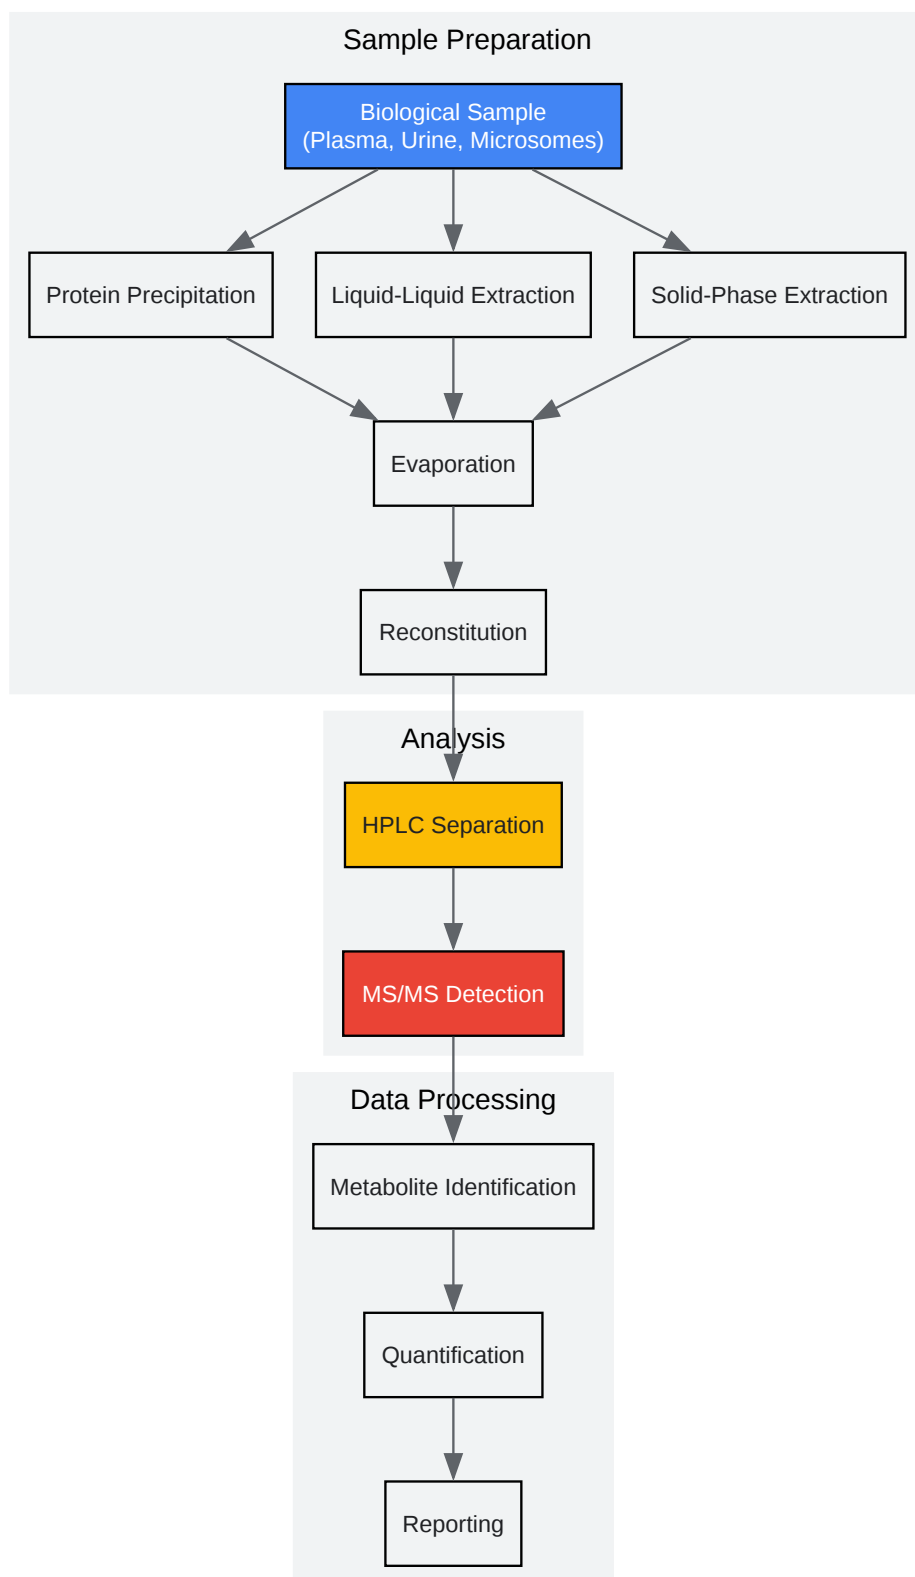 Sample Preparation
Biological Sample
(Plasma, Urine, Microsomes)
Protein Precipitation
Liquid-Liquid Extraction
Solid-Phase Extraction
Evaporation
Reconstitution
Analysis
HPLC Separation
MS/MS Detection
Data Processing
Metabolite Identification
Quantification
Reporting